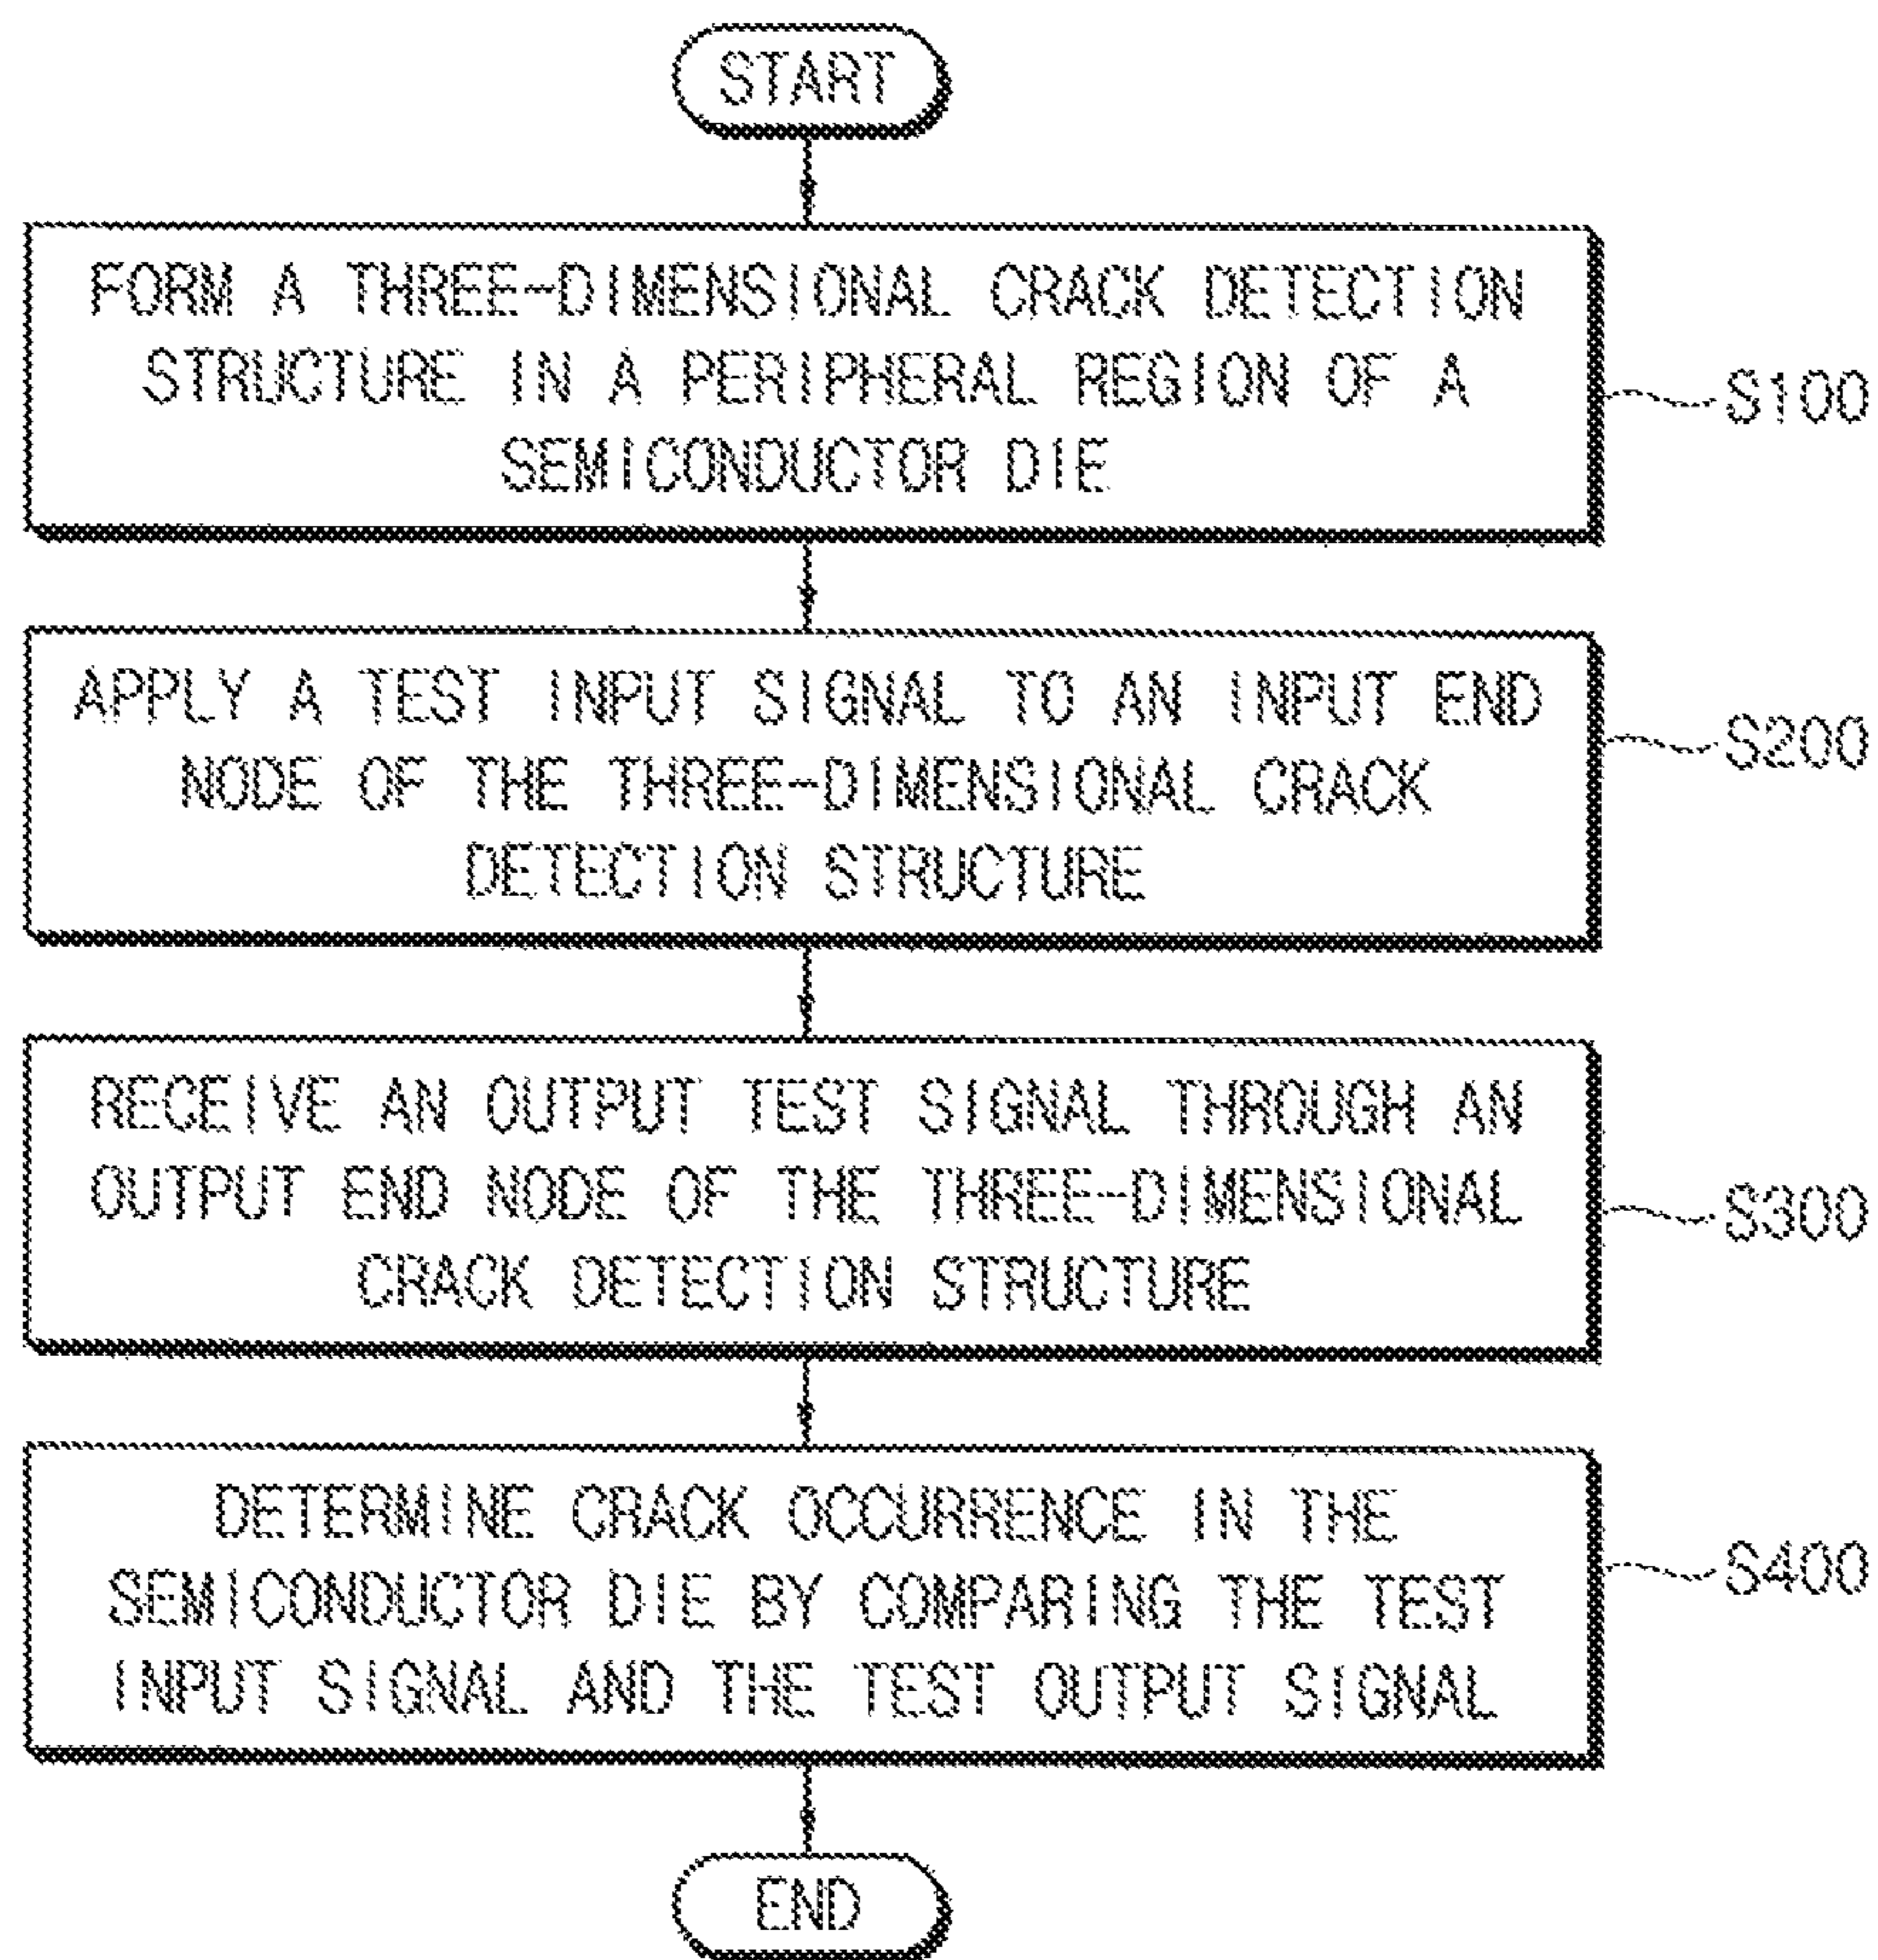 START
FORM A THREE-DIMENSIONAL CRACK DETECTION
STRUCTURE IN A PERIPHERAL REGION OF A
SEMICONDUCTOR DIE
S100
APPLY A TEST INPUT SIGNAL TO AN INPUT END
NODE OF THE THREE-DIMENSIONAL CRACK
DETECTION STRUCTURE
S200
RECEIVE AN OUTPUT TEST SIGNAL THROUGH AN
OUTPUT END NODE OF THE THREE-DIMENSIONAL
CRACK DETECTION STRUCTURE
S300
DETERMINE CRACK OCCURRENCE IN THE
SEMICONDUCTOR DIE BY COMPARING THE TEST
INPUT SIGNAL AND THE TEST OUTPUT SIGNAL
S400
END